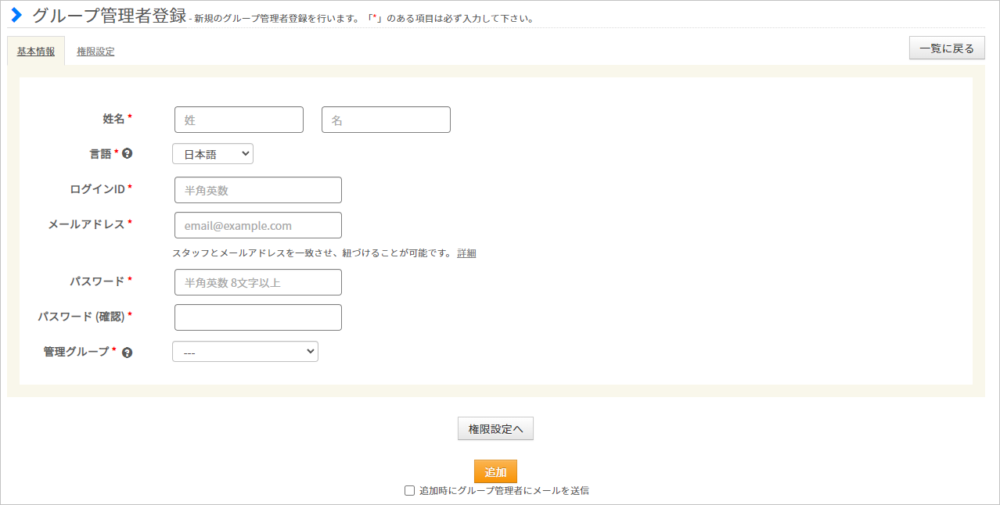 グループ管理者登録 - 新規のグループ管理者登録を行います。「*」のある項目は必ず入力して下さい。
基本情報 権限設定 一覧に戻る
姓名 * 姓 名
言語 * ? 日本語
ログインID * 半角英数
メールアドレス * email@example.com
スタッフとメールアドレスを一致させ、紐づけることが可能です。 詳細
パスワード * 半角英数 8文字以上
パスワード (確認) *
管理グループ * ? ---
権限設定へ
追加
追加時にグループ管理者にメールを送信